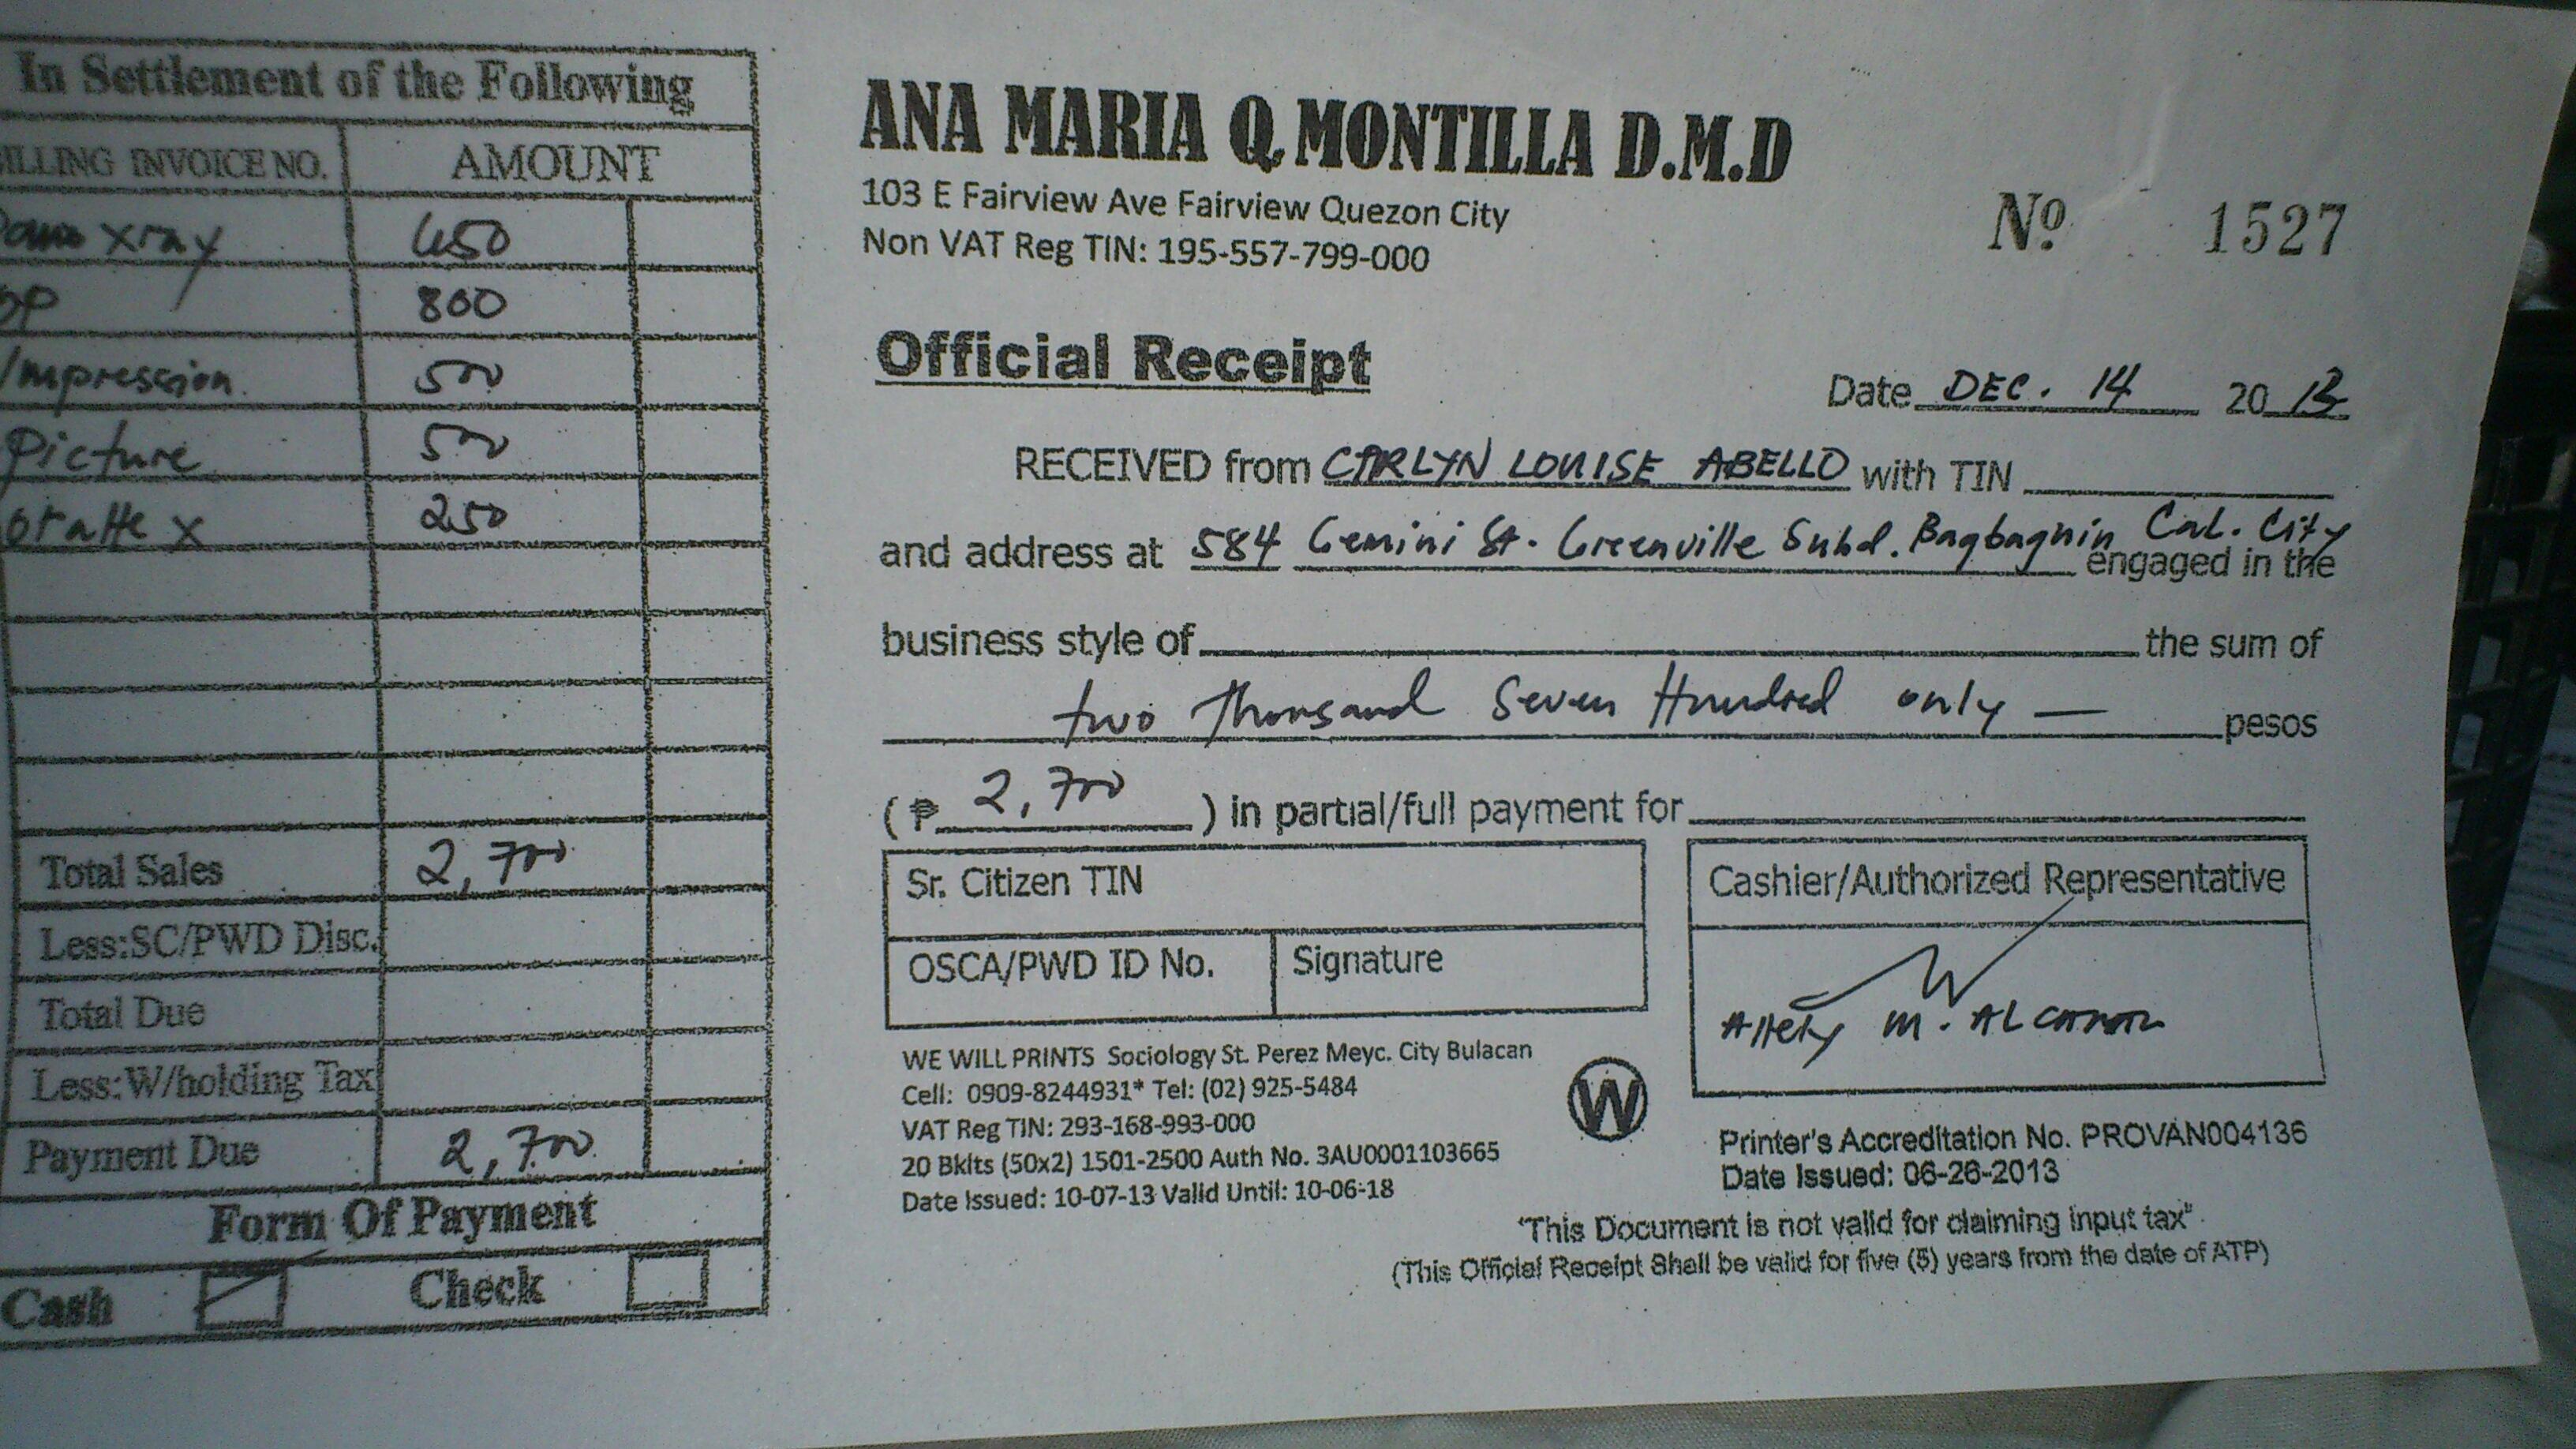 In Settlement of the Following
ILLING INVOICE NO. AMOUNT
xray 650
800
Impression. 500
Picture 500
x 250
Total Sales 2,700
Less:SC/PWD Disc.
Total Due
Less:W/holding Tax
Payment Due 2,700
Form Of Payment
Cash Check
ANA MARIA Q. MONTILLA D.M.D
103 E Fairview Ave Fairview Quezon City
Non VAT Reg TIN: 195-557-799-000
Nº 1527
Official Receipt
Date DEC. 14 20 13
RECEIVED from CARLYN LOUISE ABELLO with TIN
and address at 584 Gemini St. Greenville Subd. Bagbaguin Cal. City engaged in the
business style of the sum of
two Thousand Seven Hundred only — pesos
( ₱ 2,700 ) in partial/full payment for
Sr. Citizen TIN
OSCA/PWD ID No. Signature
Cashier/Authorized Representative
M.
WE WILL PRINTS Sociology St. Perez Meyc. City Bulacan
Cell: 0909-8244931* Tel: (02) 925-5484
VAT Reg TIN: 293-168-993-000
20 Bklts (50x2) 1501-2500 Auth No. 3AU0001103665
Date Issued: 10-07-13 Valid Until: 10-06-18
W
Printer's Accreditation No. PROVAN004136
Date Issued: 06-26-2013
"This Document is not valid for claiming input tax"
(This Official Receipt Shall be valid for five (5) years from the date of ATP)